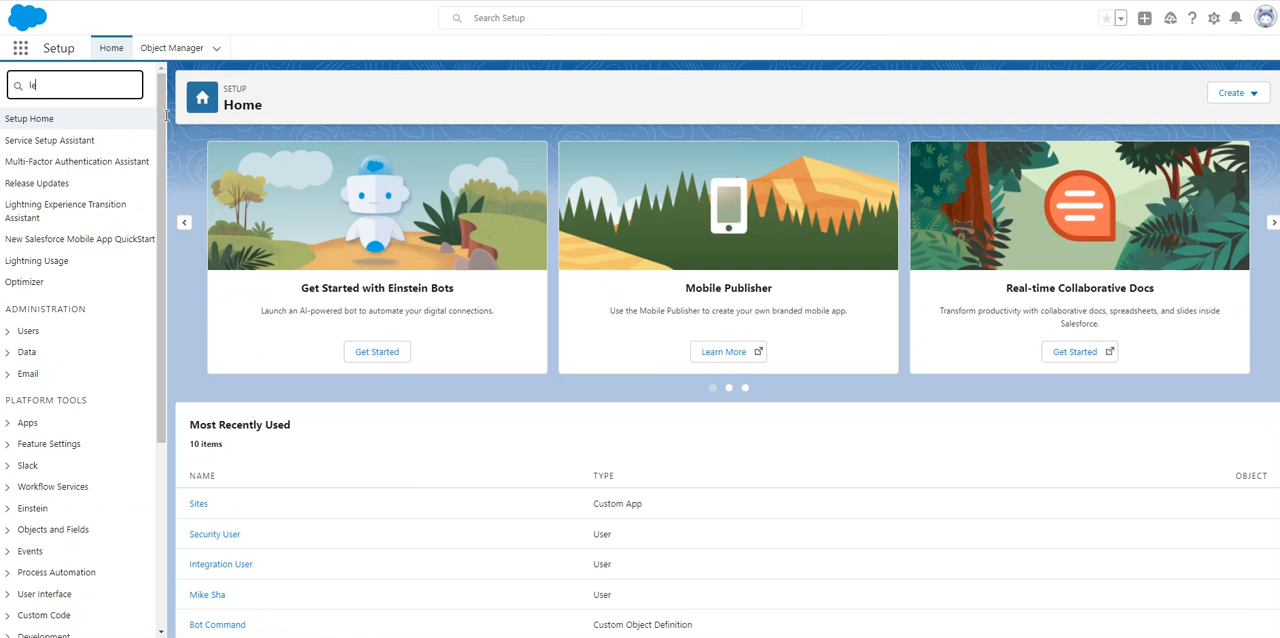 Search Setup
Setup
Home
Object Manager
le
Setup Home
Service Setup Assistant
Multi-Factor Authentication Assistant
Release Updates
Lightning Experience Transition
Assistant
New Salesforce Mobile App QuickStart
Lightning Usage
Optimizer
ADMINISTRATION
Users
Data
Email
PLATFORM TOOLS
Apps
Feature Settings
Slack
Workflow Services
Einstein
Objects and Fields
Events
Process Automation
User Interface
Custom Code
Development
SETUP
Home
Create
Get Started with Einstein Bots
Launch an AI-powered bot to automate your digital connections.
Get Started
Mobile Publisher
Use the Mobile Publisher to create your own branded mobile app.
Learn More
Real-time Collaborative Docs
Transform productivity with collaborative docs, spreadsheets, and slides inside
Salesforce.
Get Started
Most Recently Used
10 items
NAME TYPE OBJECT
Sites Custom App
Security User User
Integration User User
Mike Sha User
Bot Command Custom Object Definition